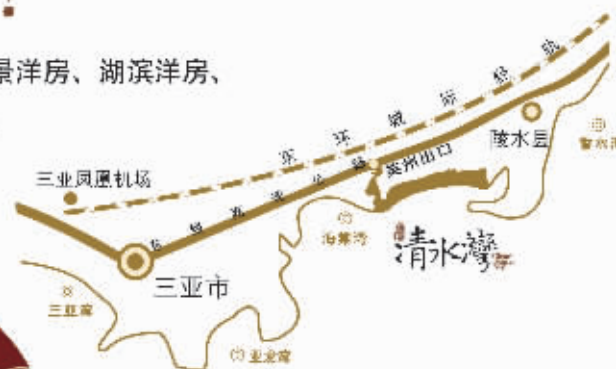 景洋房、湖滨洋房、
东环城际轻轨
陵水县
英州出口
三业凤凰机场
东线高速公路
海棠湾
清水灣
三亚市
三亚湾
亚龙湾